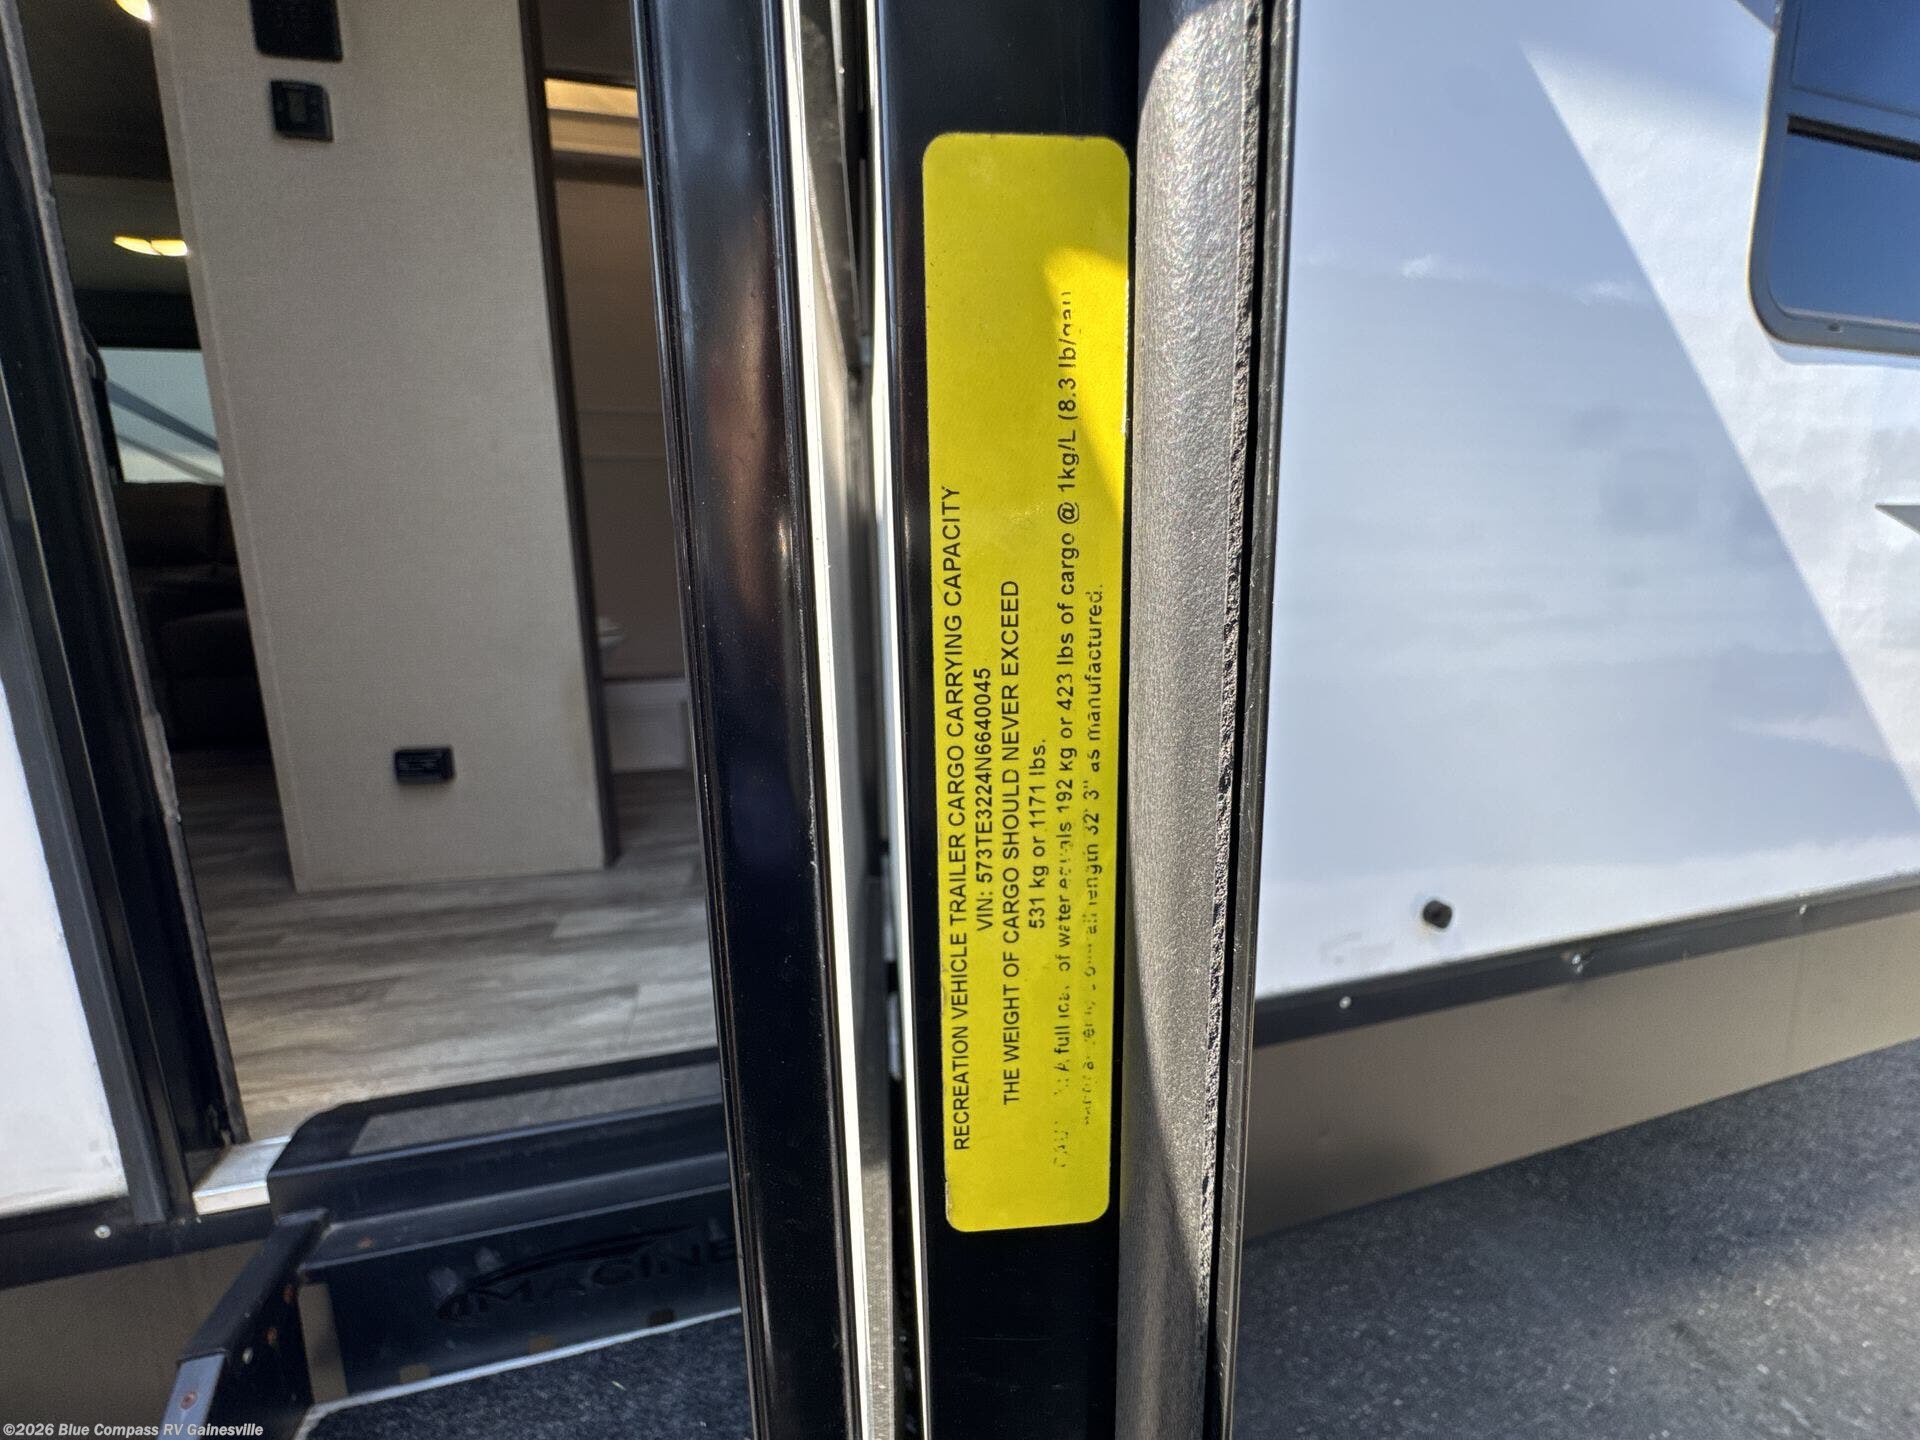 RECREATION VEHICLE TRAILER CARGO CARRYING CAPACITY
VIN: 573TE3224N6640045
THE WEIGHT OF CARGO SHOULD NEVER EXCEED
531 kg or 1171 lbs.
A full load of water equals 192 kg or 423 lbs of cargo @ 1kg/L (8.3 lb/gal)
length 32' 3" as manufactured.
IMAGINE
©2026 Blue Compass RV Gainesville